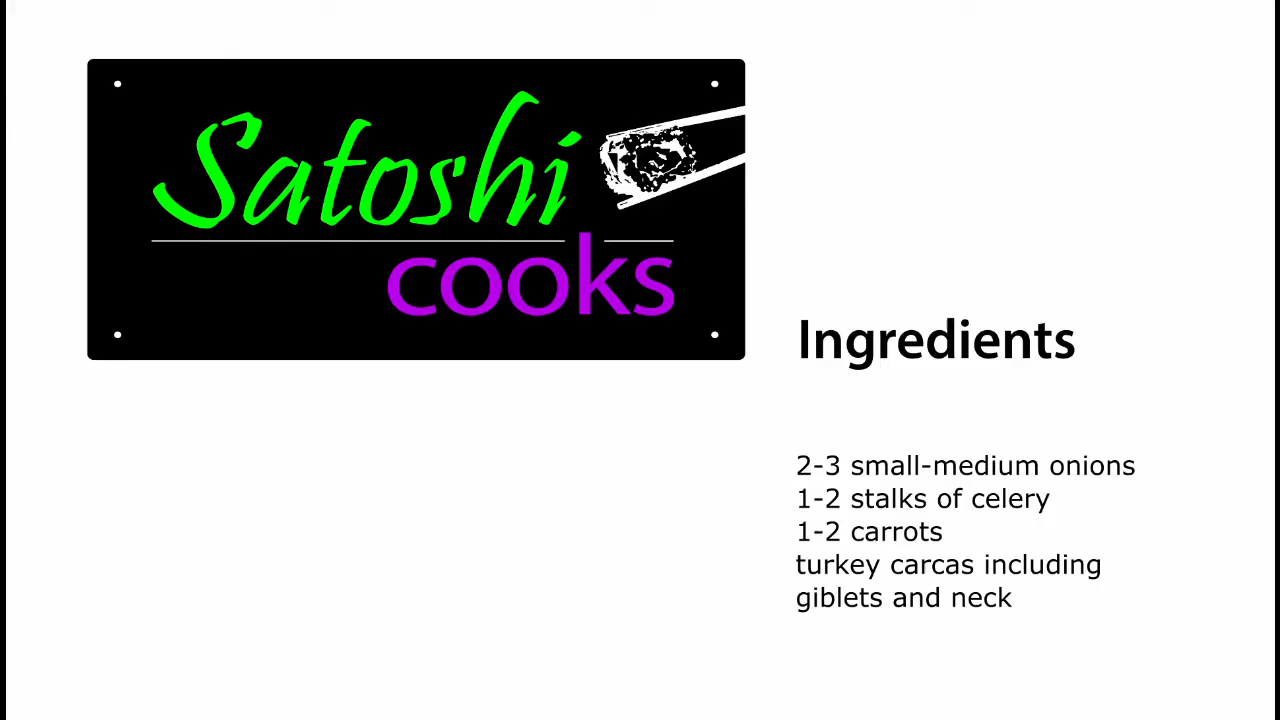 Satoshi
cooks
Ingredients
2-3 small-medium onions
1-2 stalks of celery
1-2 carrots
turkey carcas including
giblets and neck